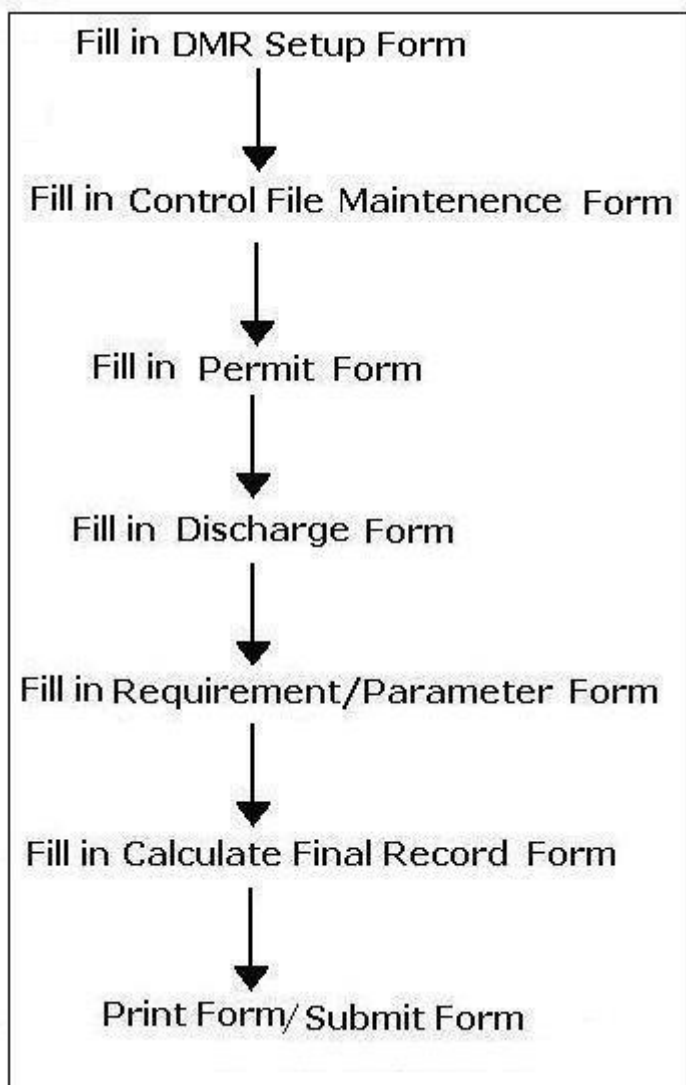 Fill in DMR Setup Form
Fill in Control File Maintenence Form
Fill in Permit Form
Fill in Discharge Form
Fill in Requirement/Parameter Form
Fill in Calculate Final Record Form
Print Form/Submit Form